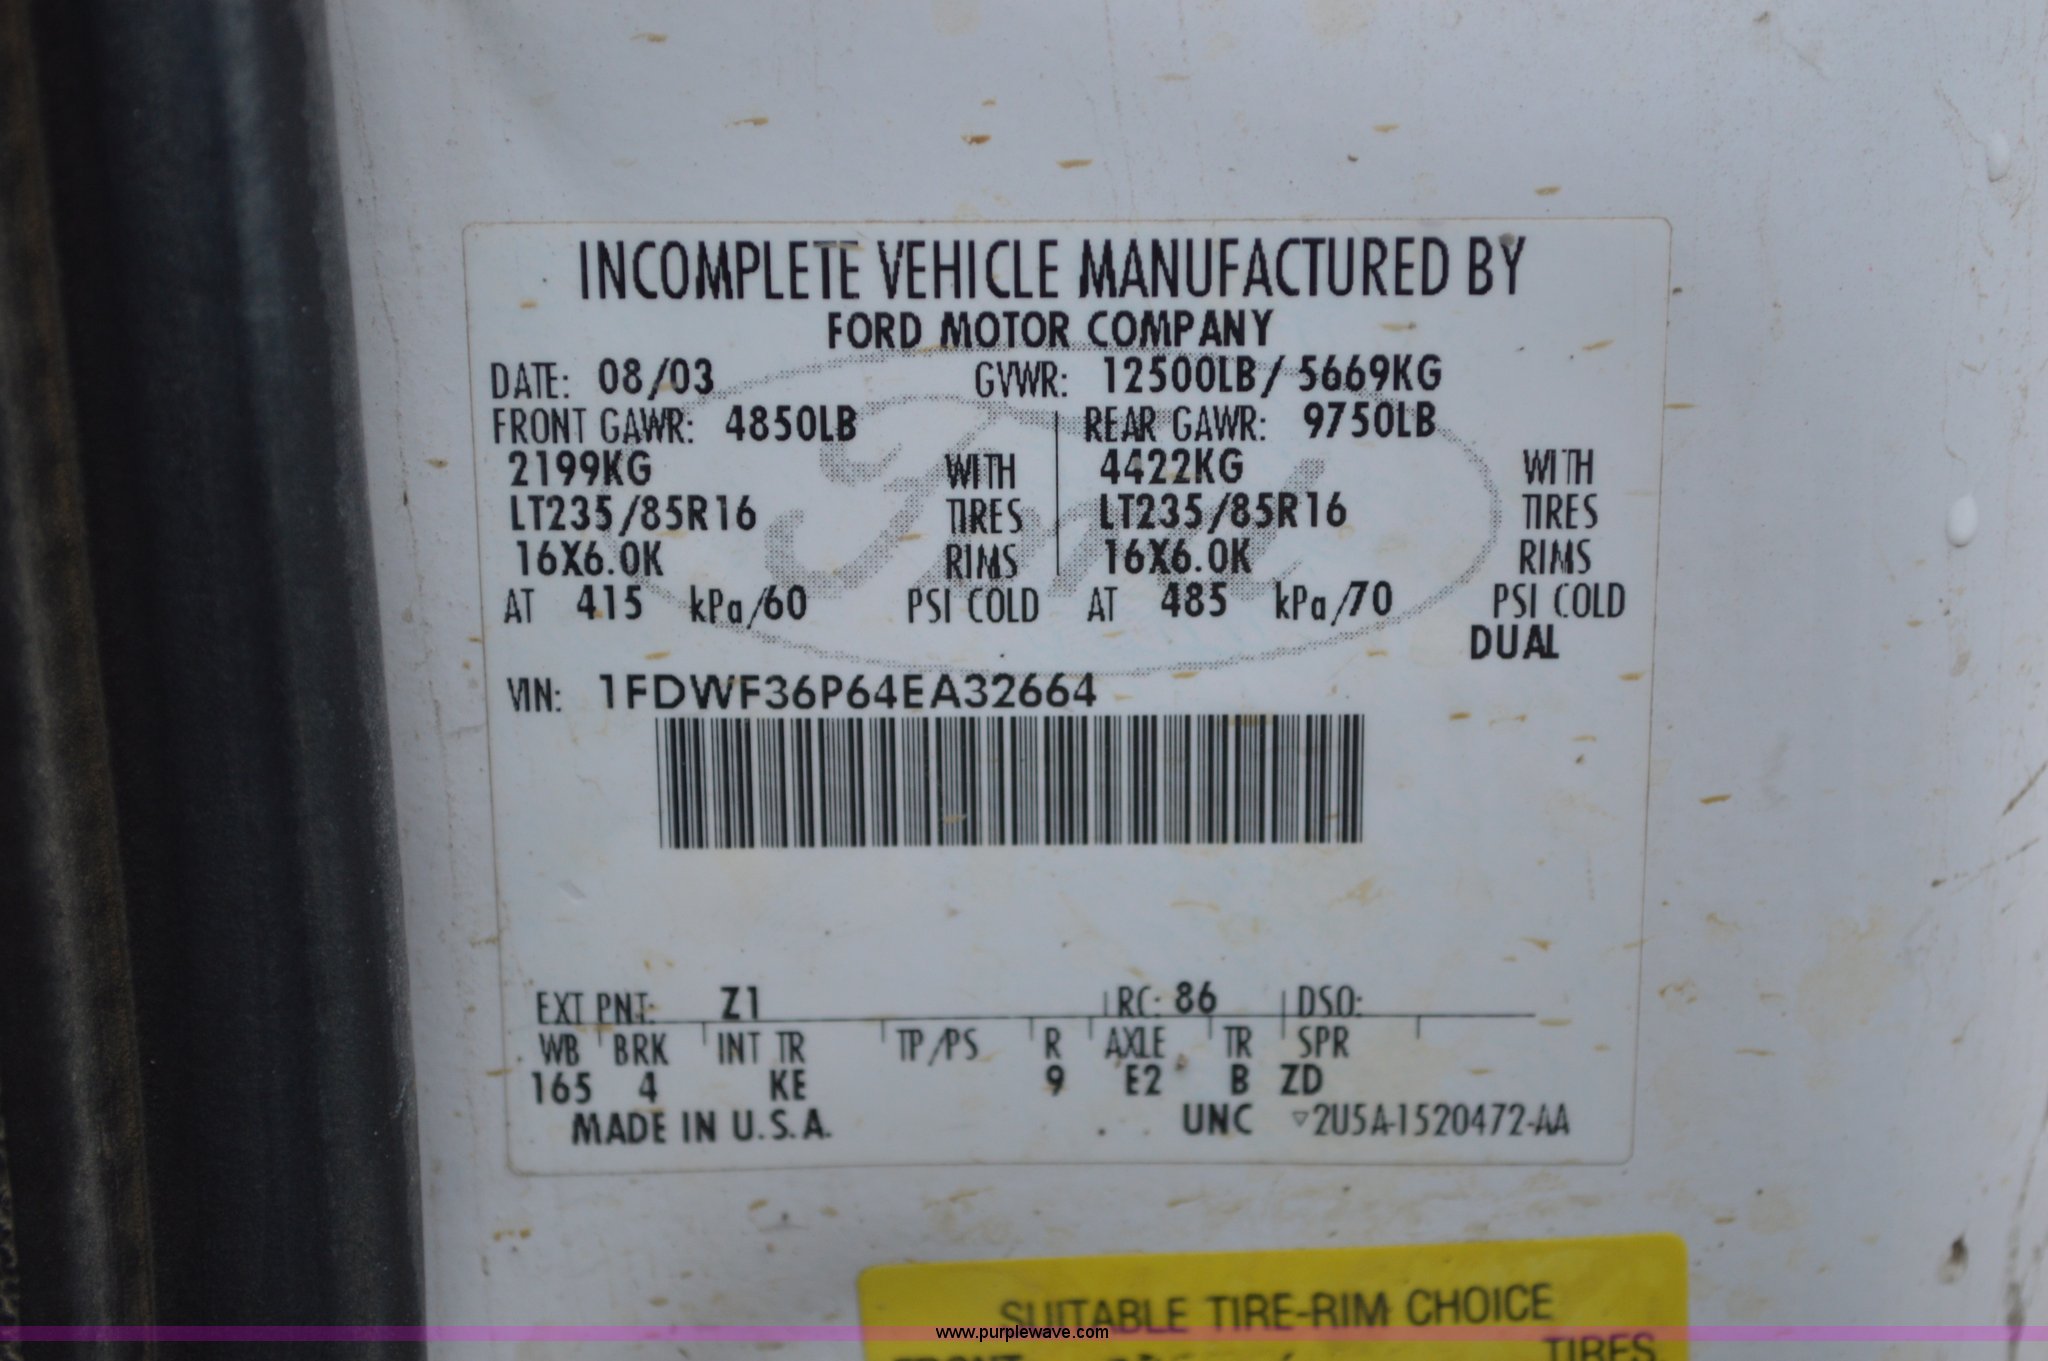 INCOMPLETE VEHICLE MANUFACTURED BY
FORD MOTOR COMPANY
DATE: 08/03 GVWR: 12500LB/ 5669KG
FRONT GAWR: 4850LB REAR GAWR: 9750LB
2199KG WITH 4422KG WITH
LT235/85R16 TIRES LT235/85R16 TIRES
16X6.0K RIMS 16X6.0K RIMS
AT 415 kPa/60 PSI COLD AT 485 kPa/70 PSI COLD
DUAL
Ford
VIN: 1FDWF36P64EA32664
EXT PNT: Z1 RC: 86 DSO:
WB BRK INT TR TP/PS R AXLE TR SPR
165 4 KE 9 E2 B ZD
MADE IN U.S.A. UNC ▽2U5A-1520472-AA
SUITABLE TIRE-RIM CHOICE
www.purplewave.com
FRONT TIRES